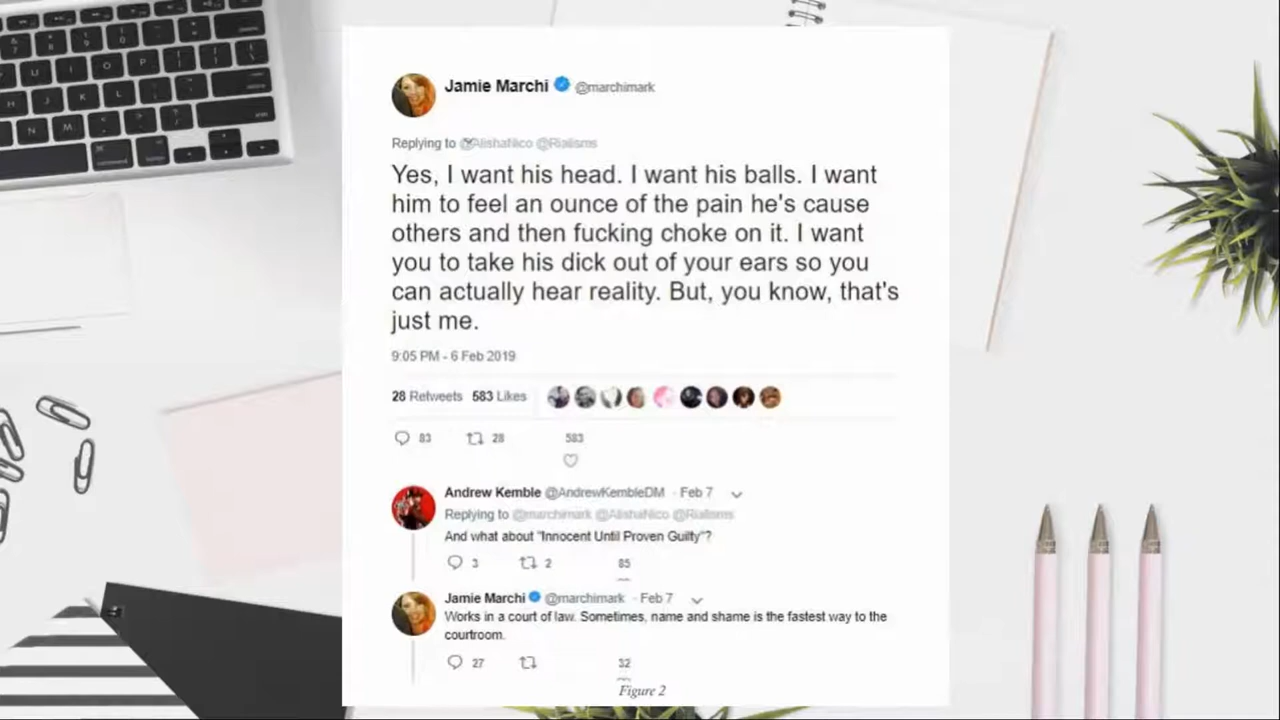 Jamie Marchi @marchimark
Replying to @AlishaNico @Rialisms
Yes, I want his head. I want his balls. I want
him to feel an ounce of the pain he's cause
others and then fucking choke on it. I want
you to take his dick out of your ears so you
can actually hear reality. But, you know, that's
just me.
9:05 PM - 6 Feb 2019
28 Retweets 583 Likes
83 28 583
Andrew Kemble @AndrewKembleDM · Feb 7
Replying to @marchimark @AlishaNico @Rialisms
And what about "Innocent Until Proven Guilty"?
3 2 85
Jamie Marchi @marchimark · Feb 7
Works in a court of law. Sometimes, name and shame is the fastest way to the
courtroom.
27 32
Figure 2